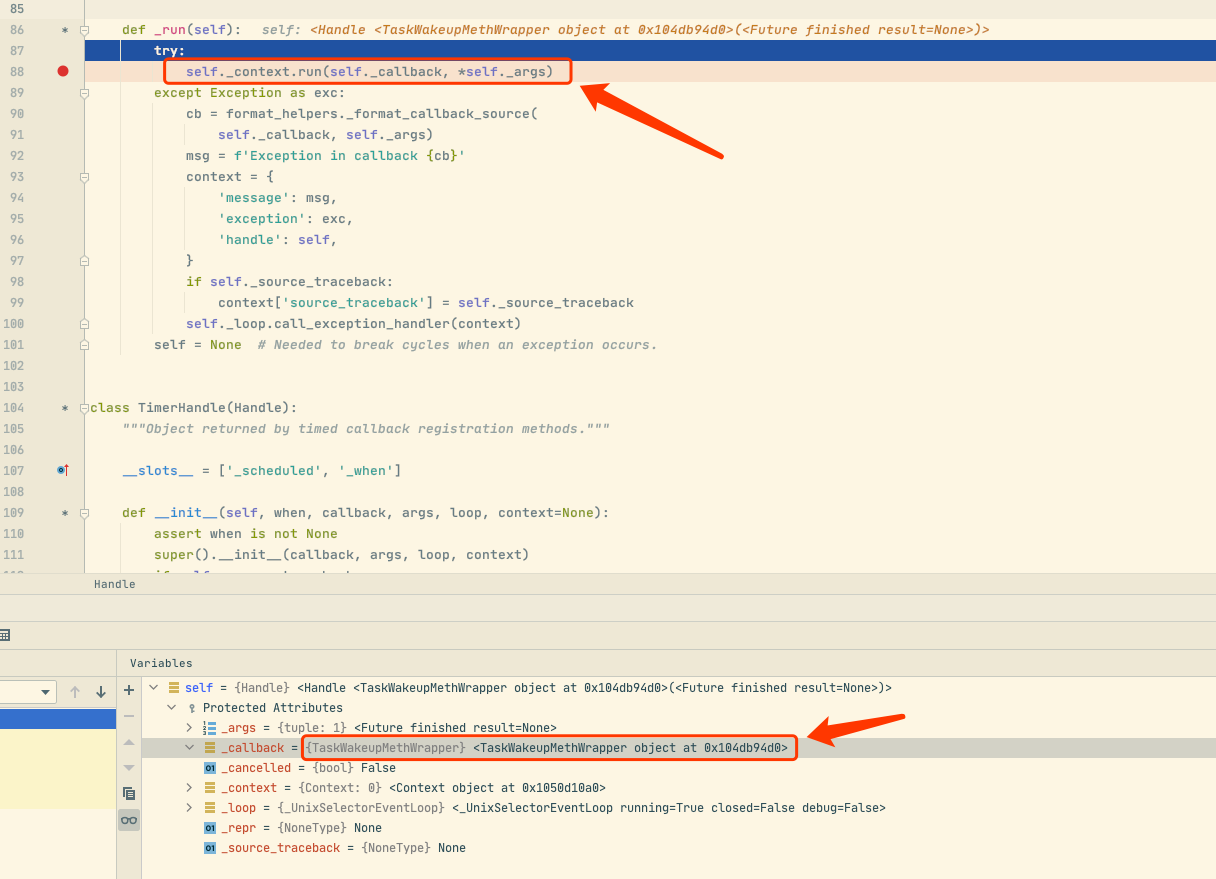 85
86 * def _run(self): self: <Handle <TaskWakeupMethWrapper object at 0x104db94d0>(<Future finished result=None>)>
87 try:
88 self._context.run(self._callback, *self._args)
89 except Exception as exc:
90 cb = format_helpers._format_callback_source(
91 self._callback, self._args)
92 msg = f'Exception in callback {cb}'
93 context = {
94 'message': msg,
95 'exception': exc,
96 'handle': self,
97 }
98 if self._source_traceback:
99 context['source_traceback'] = self._source_traceback
100 self._loop.call_exception_handler(context)
101 self = None # Needed to break cycles when an exception occurs.
102
103
104 * class TimerHandle(Handle):
105 """Object returned by timed callback registration methods."""
106
107 __slots__ = ['_scheduled', '_when']
108
109 * def __init__(self, when, callback, args, loop, context=None):
110 assert when is not None
111 super().__init__(callback, args, loop, context)
Handle
Variables
self = {Handle} <Handle <TaskWakeupMethWrapper object at 0x104db94d0>(<Future finished result=None>)>
Protected Attributes
_args = {tuple: 1} <Future finished result=None>
_callback = {TaskWakeupMethWrapper} <TaskWakeupMethWrapper object at 0x104db94d0>
01 _cancelled = {bool} False
_context = {Context: 0} <Context object at 0x1050d10a0>
_loop = {_UnixSelectorEventLoop} <_UnixSelectorEventLoop running=True closed=False debug=False>
01 _repr = {NoneType} None
01 _source_traceback = {NoneType} None